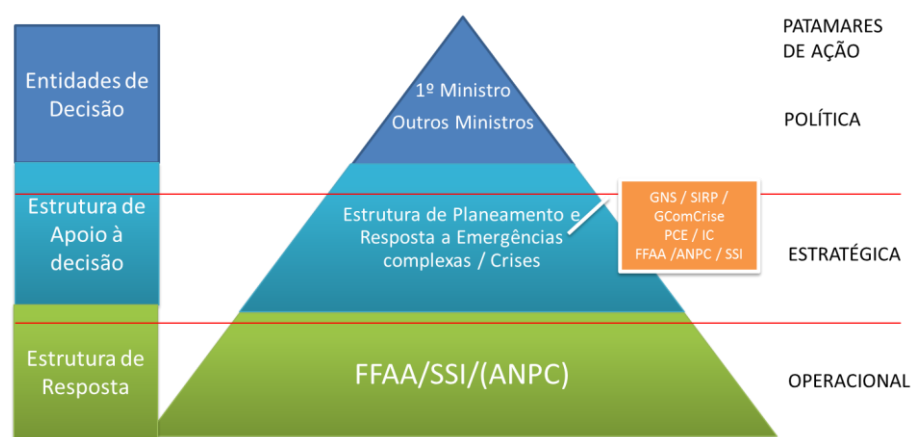 PATAMARES
DE AÇÃO
Entidades de
Decisão
1º Ministro
Outros Ministros
POLÍTICA
Estrutura de
Apoio à
decisão
Estrutura de Planeamento e
Resposta a Emergências
complexas / Crises
GNS / SIRP /
GComCrise
PCE / IC
FFAA /ANPC / SSI
ESTRATÉGICA
Estrutura de
Resposta
FFAA/SSI/(ANPC)
OPERACIONAL